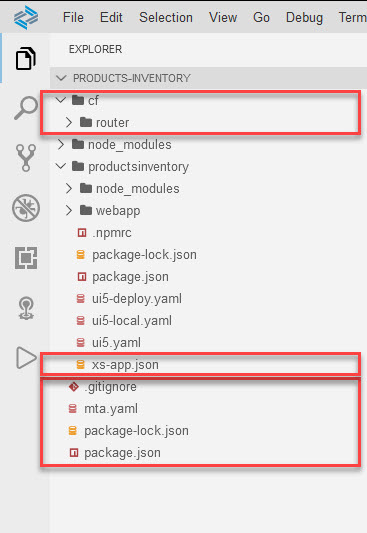 File Edit Selection View Go Debug Term
EXPLORER
PRODUCTS-INVENTORY
cf
router
node_modules
productsinventory
node_modules
webapp
.npmrc
package-lock.json
package.json
ui5-deploy.yaml
ui5-local.yaml
ui5.yaml
xs-app.json
.gitignore
mta.yaml
package-lock.json
package.json